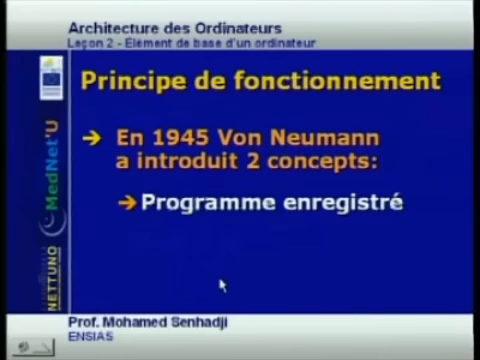 Architecture des Ordinateurs
Leçon 2 - Elément de base d'un ordinateur
Principe de fonctionnement
En 1945 Von Neumann
a introduit 2 concepts:
Programme enregistré
MedNet'U
NETTUNO
Prof. Mohamed Senhadji
ENSIAS